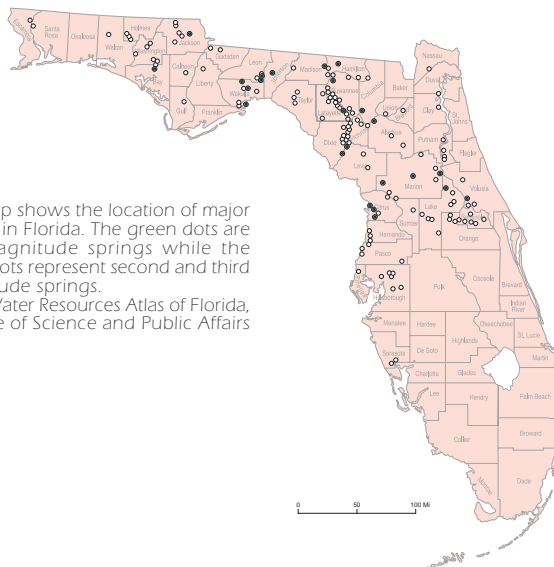 p shows the location of major
in Florida. The green dots are
agnitude springs while the
ots represent second and third
ude springs.
Water Resources Atlas of Florida,
e of Science and Public Affairs
Escambia
Santa Rosa
Okaloosa
Walton
Holmes
Washington
Jackson
Bay
Calhoun
Gulf
Gadsden
Liberty
Franklin
Leon
Wakulla
Jefferson
Madison
Taylor
Hamilton
Suwannee
Lafayette
Dixie
Columbia
Baker
Union
Bradford
Alachua
Levy
Nassau
Duval
Clay
St. Johns
Putnam
Flagler
Marion
Volusia
Citrus
Sumter
Lake
Hernando
Pasco
Orange
Hillsborough
Polk
Osceola
Brevard
Indian River
Manatee
Hardee
Okeechobee
St. Lucie
Highlands
Sarasota
De Soto
Martin
Charlotte
Glades
Lee
Hendry
Palm Beach
Collier
Broward
Monroe
Dade
0 50 100 Mi